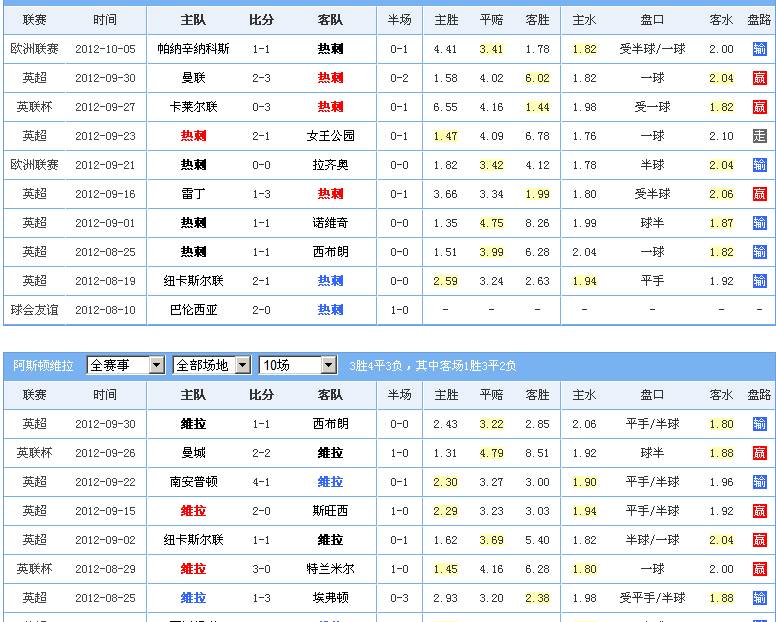 联赛 时间 主队 比分 客队 半场 主胜 平赔 客胜 主水 盘口 客水 盘路
欧洲联赛 2012-10-05 帕纳辛纳科斯 1-1 热刺 0-1 4.41 3.41 1.78 1.82 受半球/一球 2.00 输
英超 2012-09-30 曼联 2-3 热刺 0-2 1.58 4.02 6.02 1.82 一球 2.04 赢
英联杯 2012-09-27 卡莱尔联 0-3 热刺 0-1 6.55 4.16 1.44 1.98 受一球 1.82 赢
英超 2012-09-23 热刺 2-1 女王公园 0-1 1.47 4.09 6.78 1.76 一球 2.10 走
欧洲联赛 2012-09-21 热刺 0-0 拉齐奥 0-0 1.82 3.42 4.12 1.78 半球 2.04 输
英超 2012-09-16 雷丁 1-3 热刺 0-1 3.66 3.34 1.99 1.80 受半球 2.06 赢
英超 2012-09-01 热刺 1-1 诺维奇 0-0 1.35 4.75 8.26 1.99 球半 1.87 输
英超 2012-08-25 热刺 1-1 西布朗 0-0 1.51 3.99 6.28 2.04 一球 1.82 输
英超 2012-08-19 纽卡斯尔联 2-1 热刺 0-0 2.59 3.24 2.63 1.94 平手 1.92 输
球会友谊 2012-08-10 巴伦西亚 2-0 热刺 1-0 - - - - - - -
阿斯顿维拉 全赛事 全部场地 10场 3胜4平3负，其中客场1胜3平2负
联赛 时间 主队 比分 客队 半场 主胜 平赔 客胜 主水 盘口 客水 盘路
英超 2012-09-30 维拉 1-1 西布朗 0-0 2.43 3.22 2.85 2.06 平手/半球 1.80 输
英联杯 2012-09-26 曼城 2-2 维拉 1-0 1.31 4.79 8.51 1.92 球半 1.88 赢
英超 2012-09-22 南安普顿 4-1 维拉 0-1 2.30 3.27 3.00 1.90 平手/半球 1.96 输
英超 2012-09-15 维拉 2-0 斯旺西 1-0 2.29 3.23 3.03 1.94 平手/半球 1.92 赢
英超 2012-09-02 纽卡斯尔联 1-1 维拉 0-1 1.62 3.69 5.40 1.82 半球/一球 2.04 赢
英联杯 2012-08-29 维拉 3-0 特兰米尔 1-0 1.45 4.16 6.28 1.80 一球 2.00 赢
英超 2012-08-25 维拉 1-3 埃弗顿 0-3 2.93 3.20 2.38 1.98 受平手/半球 1.88 输